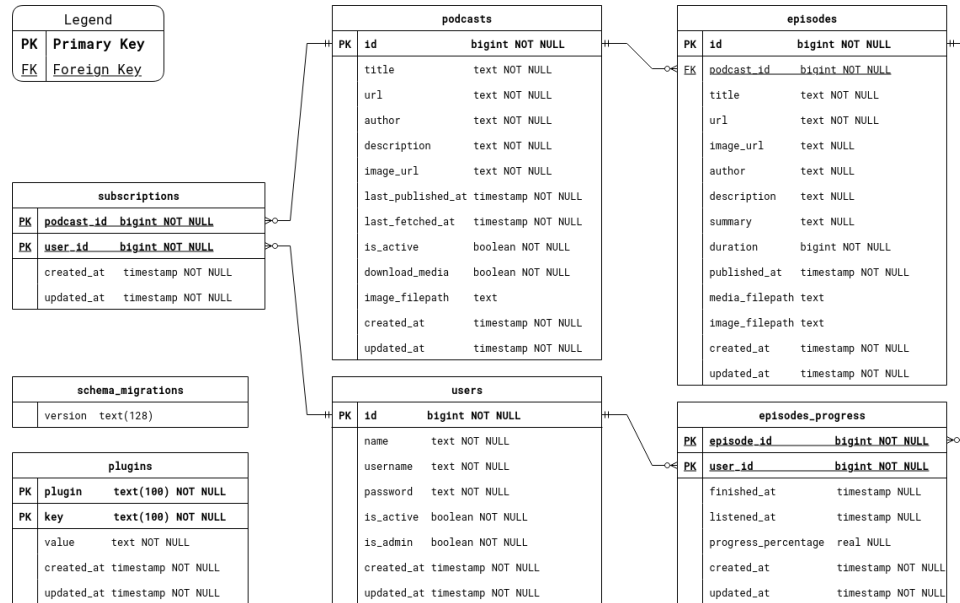 Legend
PK Primary Key
FK Foreign Key
subscriptions
PK podcast_id bigint NOT NULL
PK user_id bigint NOT NULL
created_at timestamp NOT NULL
updated_at timestamp NOT NULL
schema_migrations
version text(128)
plugins
PK plugin text(100) NOT NULL
PK key text(100) NOT NULL
value text NOT NULL
created_at timestamp NOT NULL
updated_at timestamp NOT NULL
podcasts
PK id bigint NOT NULL
title text NOT NULL
url text NOT NULL
author text NOT NULL
description text NOT NULL
image_url text NOT NULL
last_published_at timestamp NOT NULL
last_fetched_at timestamp NOT NULL
is_active boolean NOT NULL
download_media boolean NOT NULL
image_filepath text
created_at timestamp NOT NULL
updated_at timestamp NOT NULL
users
PK id bigint NOT NULL
name text NOT NULL
username text NOT NULL
password text NOT NULL
is_active boolean NOT NULL
is_admin boolean NOT NULL
created_at timestamp NOT NULL
updated_at timestamp NOT NULL
episodes
PK id bigint NOT NULL
FK podcast_id bigint NOT NULL
title text NOT NULL
url text NOT NULL
image_url text NULL
author text NULL
description text NULL
summary text NULL
duration bigint NOT NULL
published_at timestamp NOT NULL
media_filepath text
image_filepath text
created_at timestamp NOT NULL
updated_at timestamp NOT NULL
episodes_progress
PK episode_id bigint NOT NULL
PK user_id bigint NOT NULL
finished_at timestamp NULL
listened_at timestamp NULL
progress_percentage real NULL
created_at timestamp NOT NULL
updated_at timestamp NOT NULL